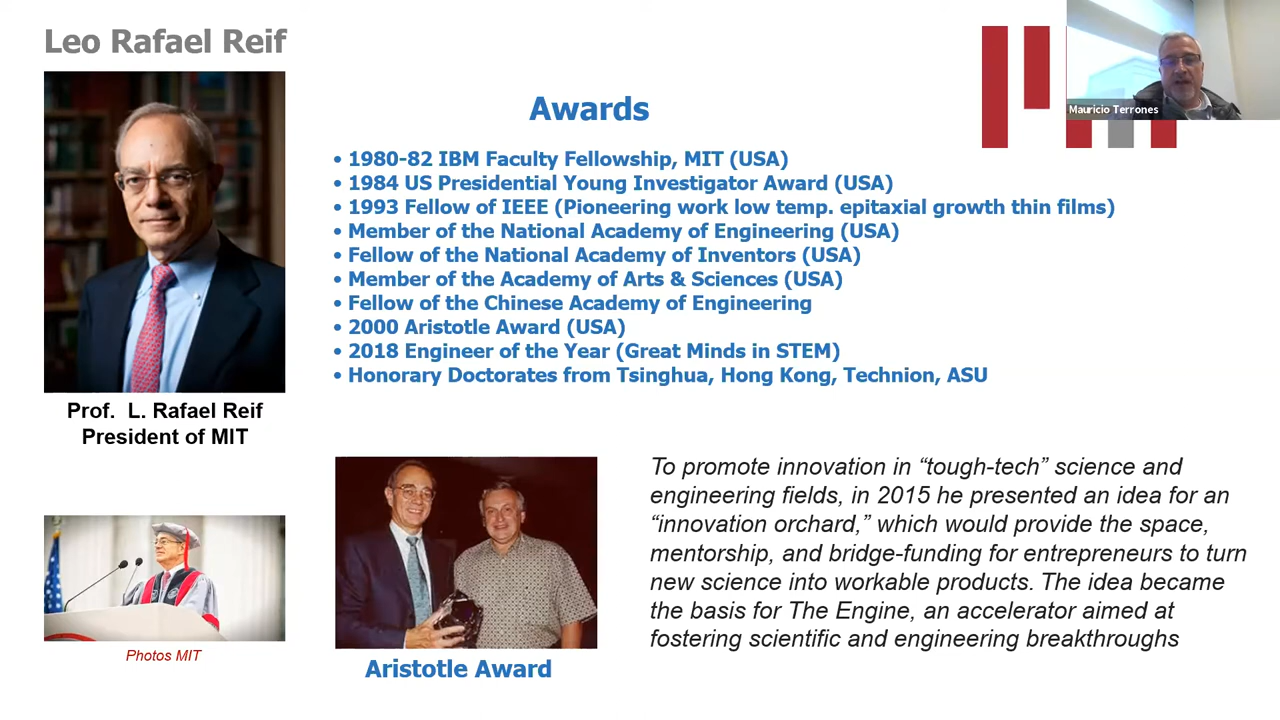 Leo Rafael Reif
Mauricio Terrones
Awards
• 1980-82 IBM Faculty Fellowship, MIT (USA)
• 1984 US Presidential Young Investigator Award (USA)
• 1993 Fellow of IEEE (Pioneering work low temp. epitaxial growth thin films)
• Member of the National Academy of Engineering (USA)
• Fellow of the National Academy of Inventors (USA)
• Member of the Academy of Arts & Sciences (USA)
• Fellow of the Chinese Academy of Engineering
• 2000 Aristotle Award (USA)
• 2018 Engineer of the Year (Great Minds in STEM)
• Honorary Doctorates from Tsinghua, Hong Kong, Technion, ASU
Prof. L. Rafael Reif
President of MIT
Photos MIT
Aristotle Award
To promote innovation in “tough-tech” science and
engineering fields, in 2015 he presented an idea for an
“innovation orchard,” which would provide the space,
mentorship, and bridge-funding for entrepreneurs to turn
new science into workable products. The idea became
the basis for The Engine, an accelerator aimed at
fostering scientific and engineering breakthroughs